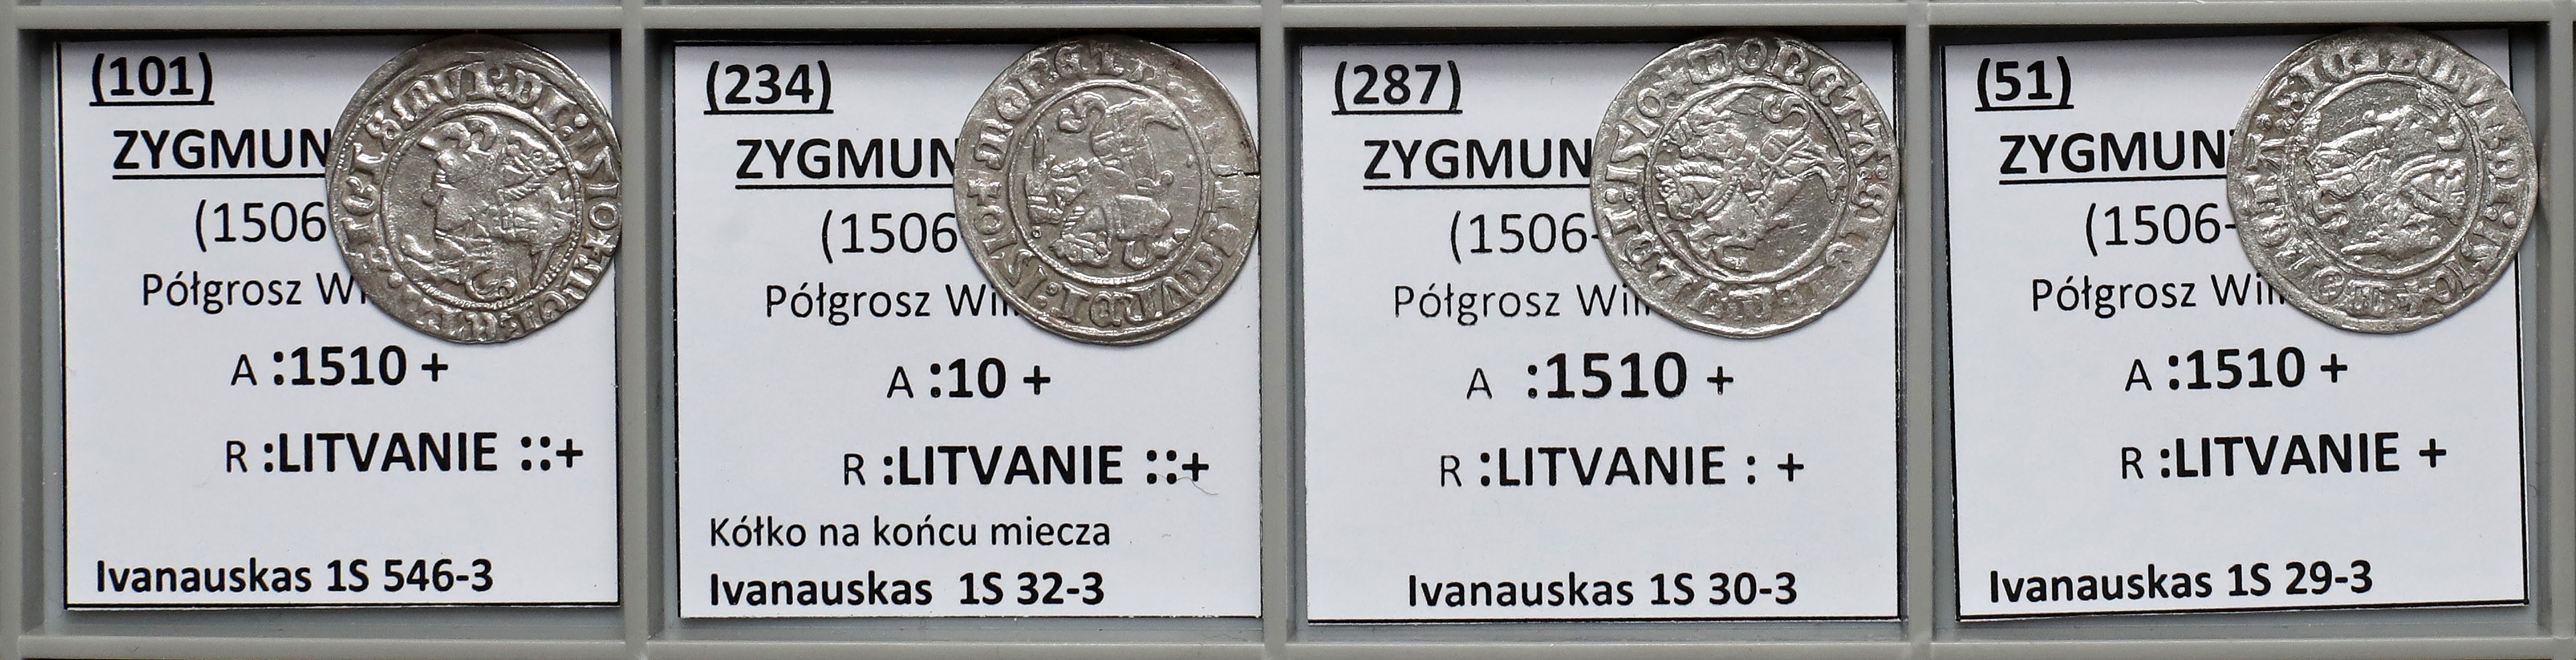 (101)
ZYGMUN
(1506
Półgrosz Wi
A :1510 +
R :LITVANIE ::+
Ivanauskas 1S 546-3
(234)
ZYGMUN
(1506
Półgrosz Wil
A :10 +
R :LITVANIE ::+
Kółko na końcu miecza
Ivanauskas 1S 32-3
(287)
ZYGMUN
(1506-
Półgrosz Wil
A :1510 +
R :LITVANIE : +
Ivanauskas 1S 30-3
(51)
ZYGMUN
(1506-
Półgrosz Wil
A :1510 +
R :LITVANIE +
Ivanauskas 1S 29-3